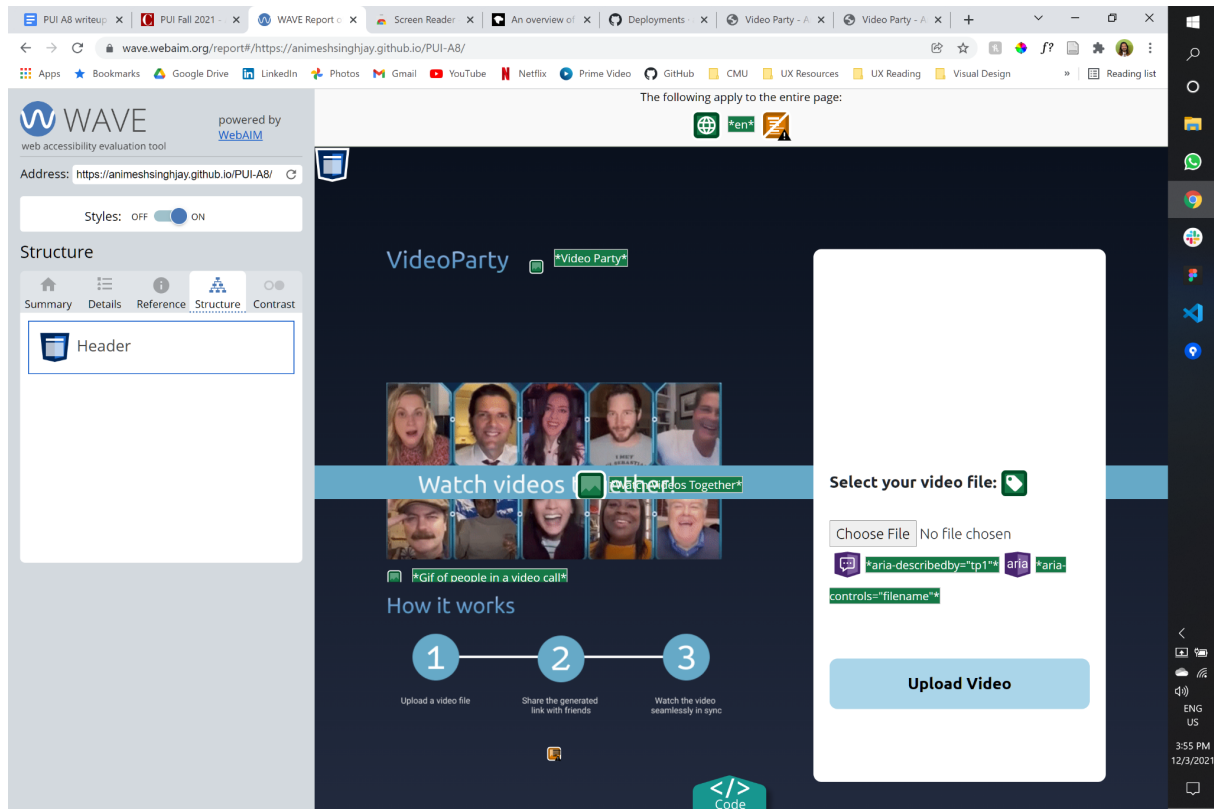 PUI A8 writeup
PUI Fall 2021 -
WAVE Report o
Screen Reader
An overview of
Deployments
Video Party - A
Video Party - A
wave.webaim.org/report#/https://animeshsinghjay.github.io/PUI-A8/
f?
Apps
Bookmarks
Google Drive
LinkedIn
Photos
Gmail
YouTube
Netflix
Prime Video
GitHub
CMU
UX Resources
UX Reading
Visual Design
»
Reading list
WAVE
powered by
WebAIM
web accessibility evaluation tool
Address: https://animeshsinghjay.github.io/PUI-A8/
Styles: OFF ON
Structure
Summary Details Reference Structure Contrast
Header
The following apply to the entire page:
*en*
VideoParty
*Video Party*
Watch videos together!
*Watch Videos Together*
*Gif of people in a video call*
How it works
1 2 3
Upload a video file
Share the generated
link with friends
Watch the video
seamlessly in sync
Select your video file:
Choose File No file chosen
*aria-describedby="tp1"* aria *aria-
controls="filename"*
Upload Video
</>
Code
ENG
US
3:55 PM
12/3/2021